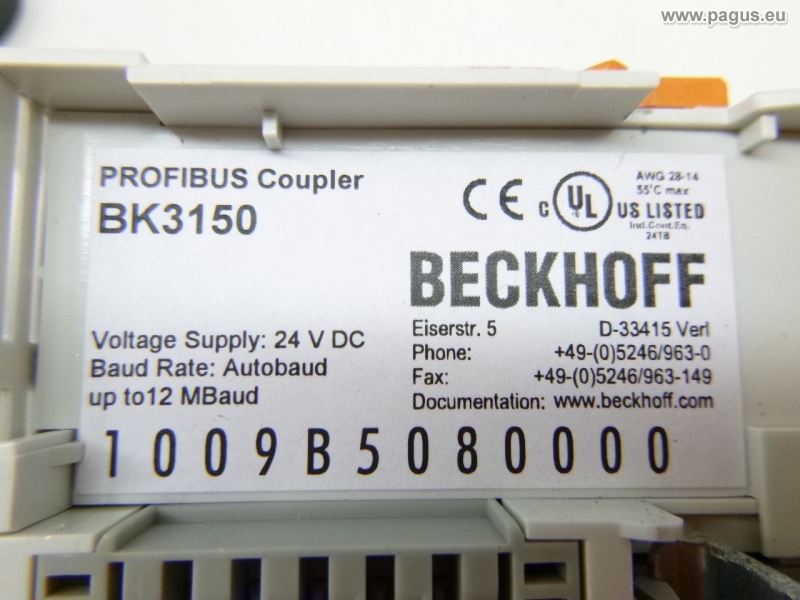 www.pagus.eu
PROFIBUS Coupler
BK3150
CE
C UL US LISTED
AWG 28-14
55°C max
Ind.Cont.Eq.
24TB
BECKHOFF
Eiserstr. 5 D-33415 Verl
Phone: +49-(0)5246/963-0
Fax: +49-(0)5246/963-149
Documentation: www.beckhoff.com
Voltage Supply: 24 V DC
Baud Rate: Autobaud
up to12 MBaud
1009B5080000